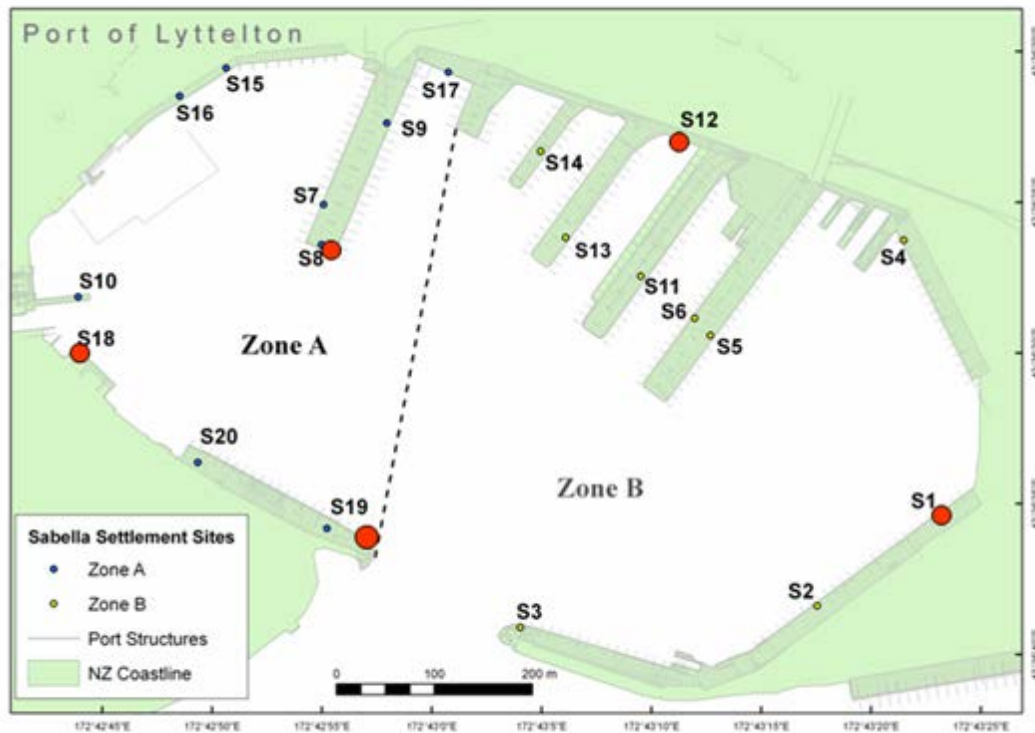 Port of Lyttelton
S15
S17
S16
S12
S9
S14
S7
S13
S4
S8
S11
S10
S6
S5
S18
Zone A
S20
Zone B
S1
S19
S2
S3
Sabella Settlement Sites
Zone A
Zone B
Port Structures
NZ Coastline
0 100 200 m
172°42'45"E 172°42'50"E 172°42'55"E 172°43'0"E 172°43'5"E 172°43'10"E 172°43'15"E 172°43'20"E 172°43'25"E